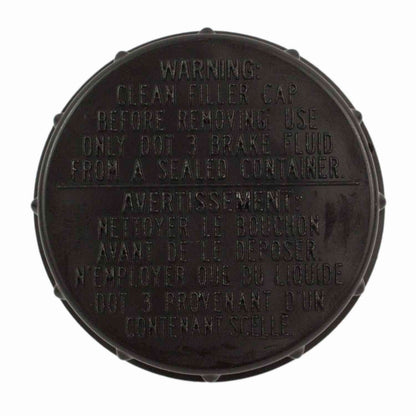 WARNING:
CLEAN FILLER CAP
BEFORE REMOVING USE
ONLY DOT 3 BRAKE FLUID
FROM A SEALED CONTAINER.
AVERTISSEMENT:
NETTOYER LE BOUCHON
AVANT DE LE DEPOSER.
N'EMPLOYER QUE DU LIQUIDE
DOT 3 PROVENANT D'UN
CONTENANT SCELLE